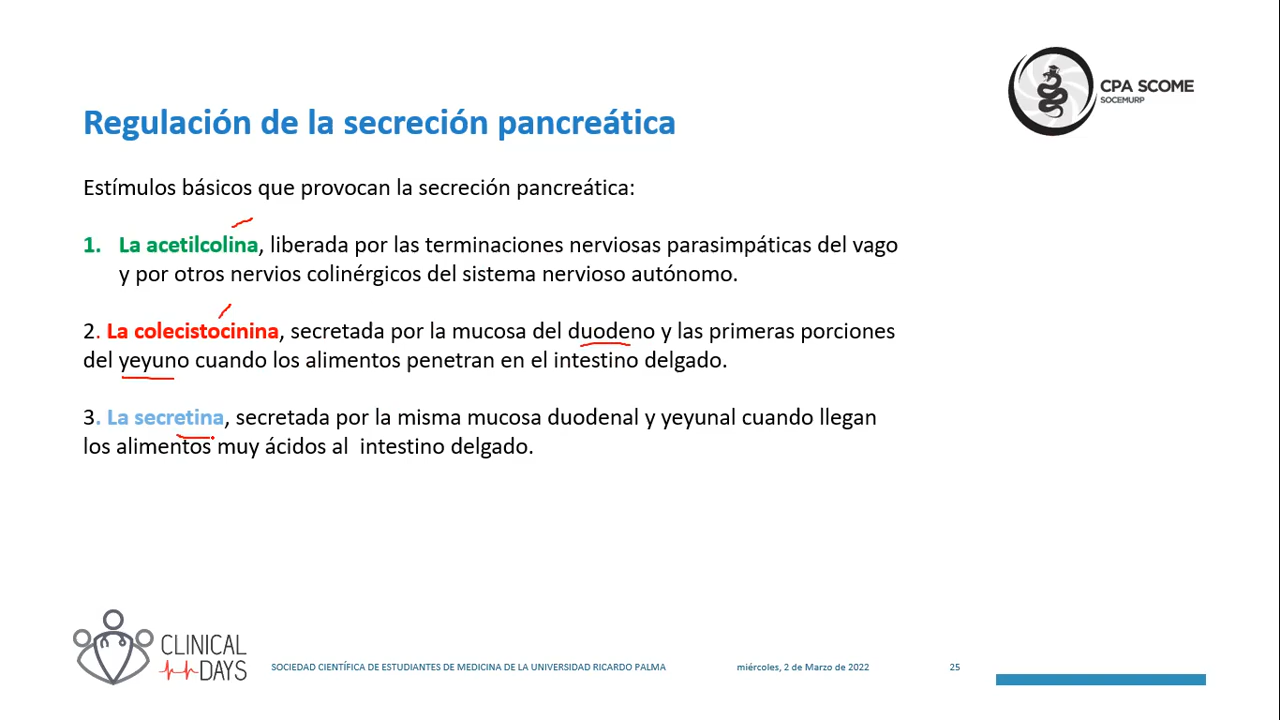 CPA SCOME
SOCEMURP
Regulación de la secreción pancreática
Estímulos básicos que provocan la secreción pancreática:
1. La acetilcolina, liberada por las terminaciones nerviosas parasimpáticas del vago
y por otros nervios colinérgicos del sistema nervioso autónomo.
2. La colecistocinina, secretada por la mucosa del duodeno y las primeras porciones
del yeyuno cuando los alimentos penetran en el intestino delgado.
3. La secretina, secretada por la misma mucosa duodenal y yeyunal cuando llegan
los alimentos muy ácidos al intestino delgado.
CLINICAL
DAYS
SOCIEDAD CIENTÍFICA DE ESTUDIANTES DE MEDICINA DE LA UNIVERSIDAD RICARDO PALMA miércoles, 2 de Marzo de 2022 25